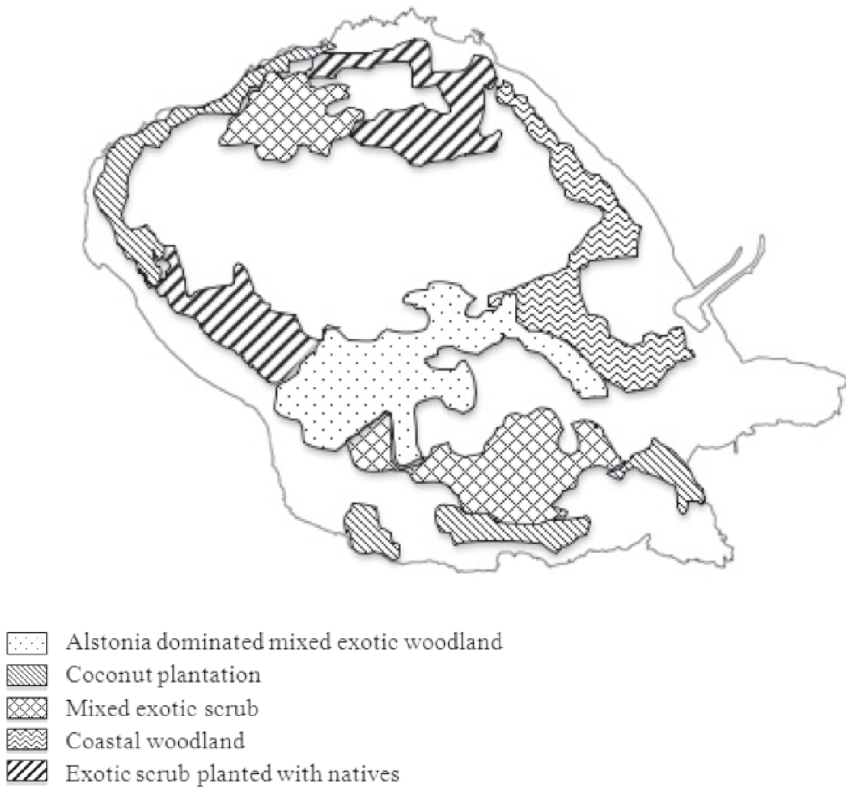 Alstonia dominated mixed exotic woodland
Coconut plantation
Mixed exotic scrub
Coastal woodland
Exotic scrub planted with natives